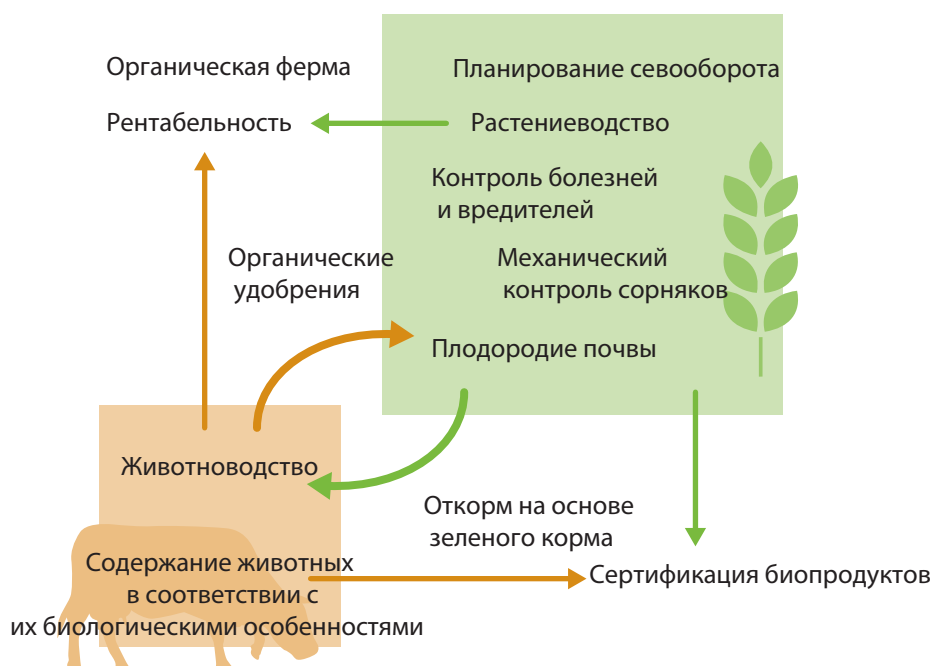 Органическая ферма
Планирование севооборота
Рентабельность
Растениеводство
Контроль болезней
и вредителей
Органические
удобрения
Механический
контроль сорняков
Плодородие почвы
Животноводство
Откорм на основе
зеленого корма
Содержание животных
в соответствии с
их биологическими особенностями
Сертификация биопродуктов